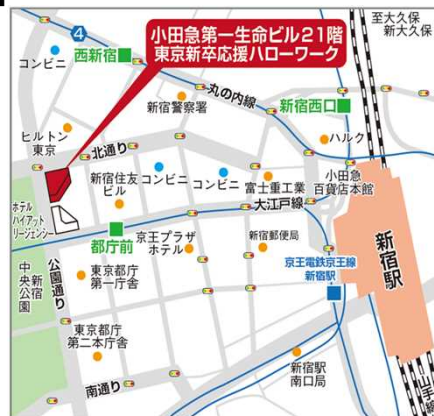 小田急第一生命ビル21階
東京新卒応援ハローワーク
至大久保
新大久保
4
コンビニ
西新宿
丸の内線
新宿警察署
新宿西口
ハルク
ヒルトン
東京
北通り
新宿住友
ビル
コンビニ
コンビニ
富士重工業
小田急
百貨店本館
大江戸線
ホテル
ハイアット
リージェンシー
都庁前
京王プラザ
ホテル
新宿郵便局
新宿駅
京王電鉄京王線
新宿駅
新宿
中央公園
公園通り
東京都庁
第一庁舎
東京都庁
第二本庁舎
南通り
新宿駅
南口局
山手線